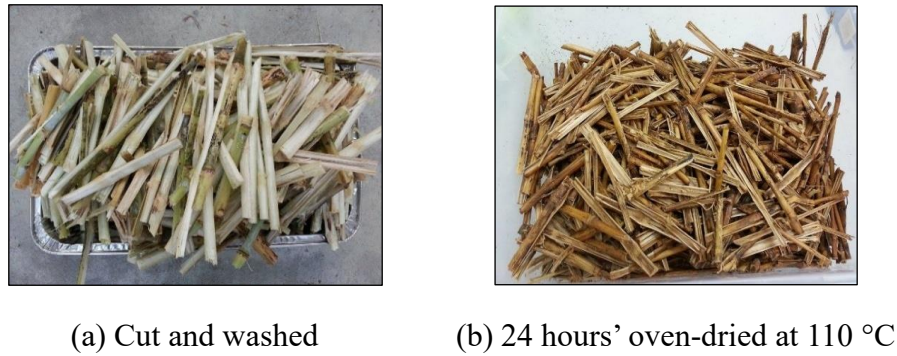 (a) Cut and washed
(b) 24 hours’ oven-dried at 110 °C